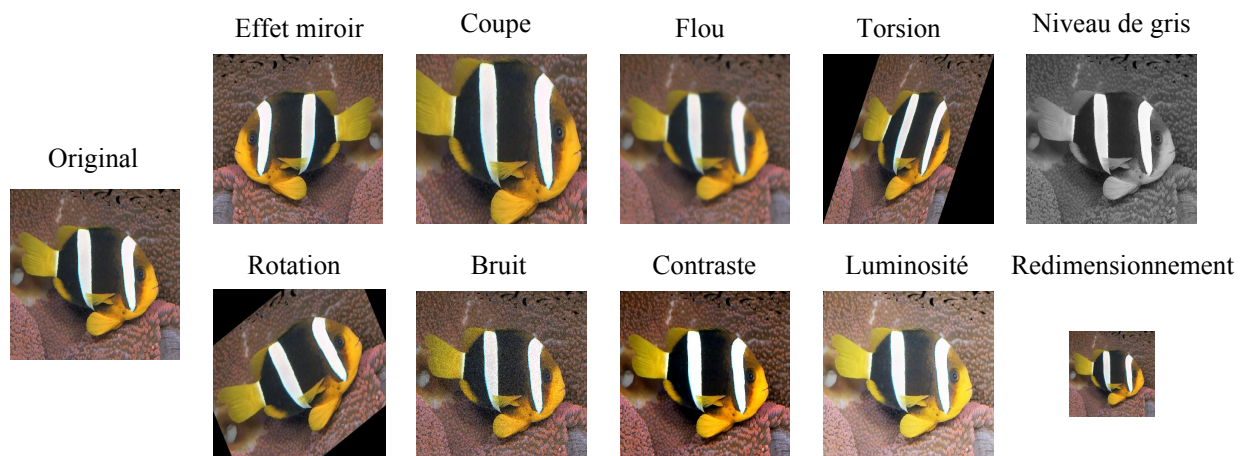 Effet miroir
Coupe
Flou
Torsion
Niveau de gris
Original
Rotation
Bruit
Contraste
Luminosité
Redimensionnement